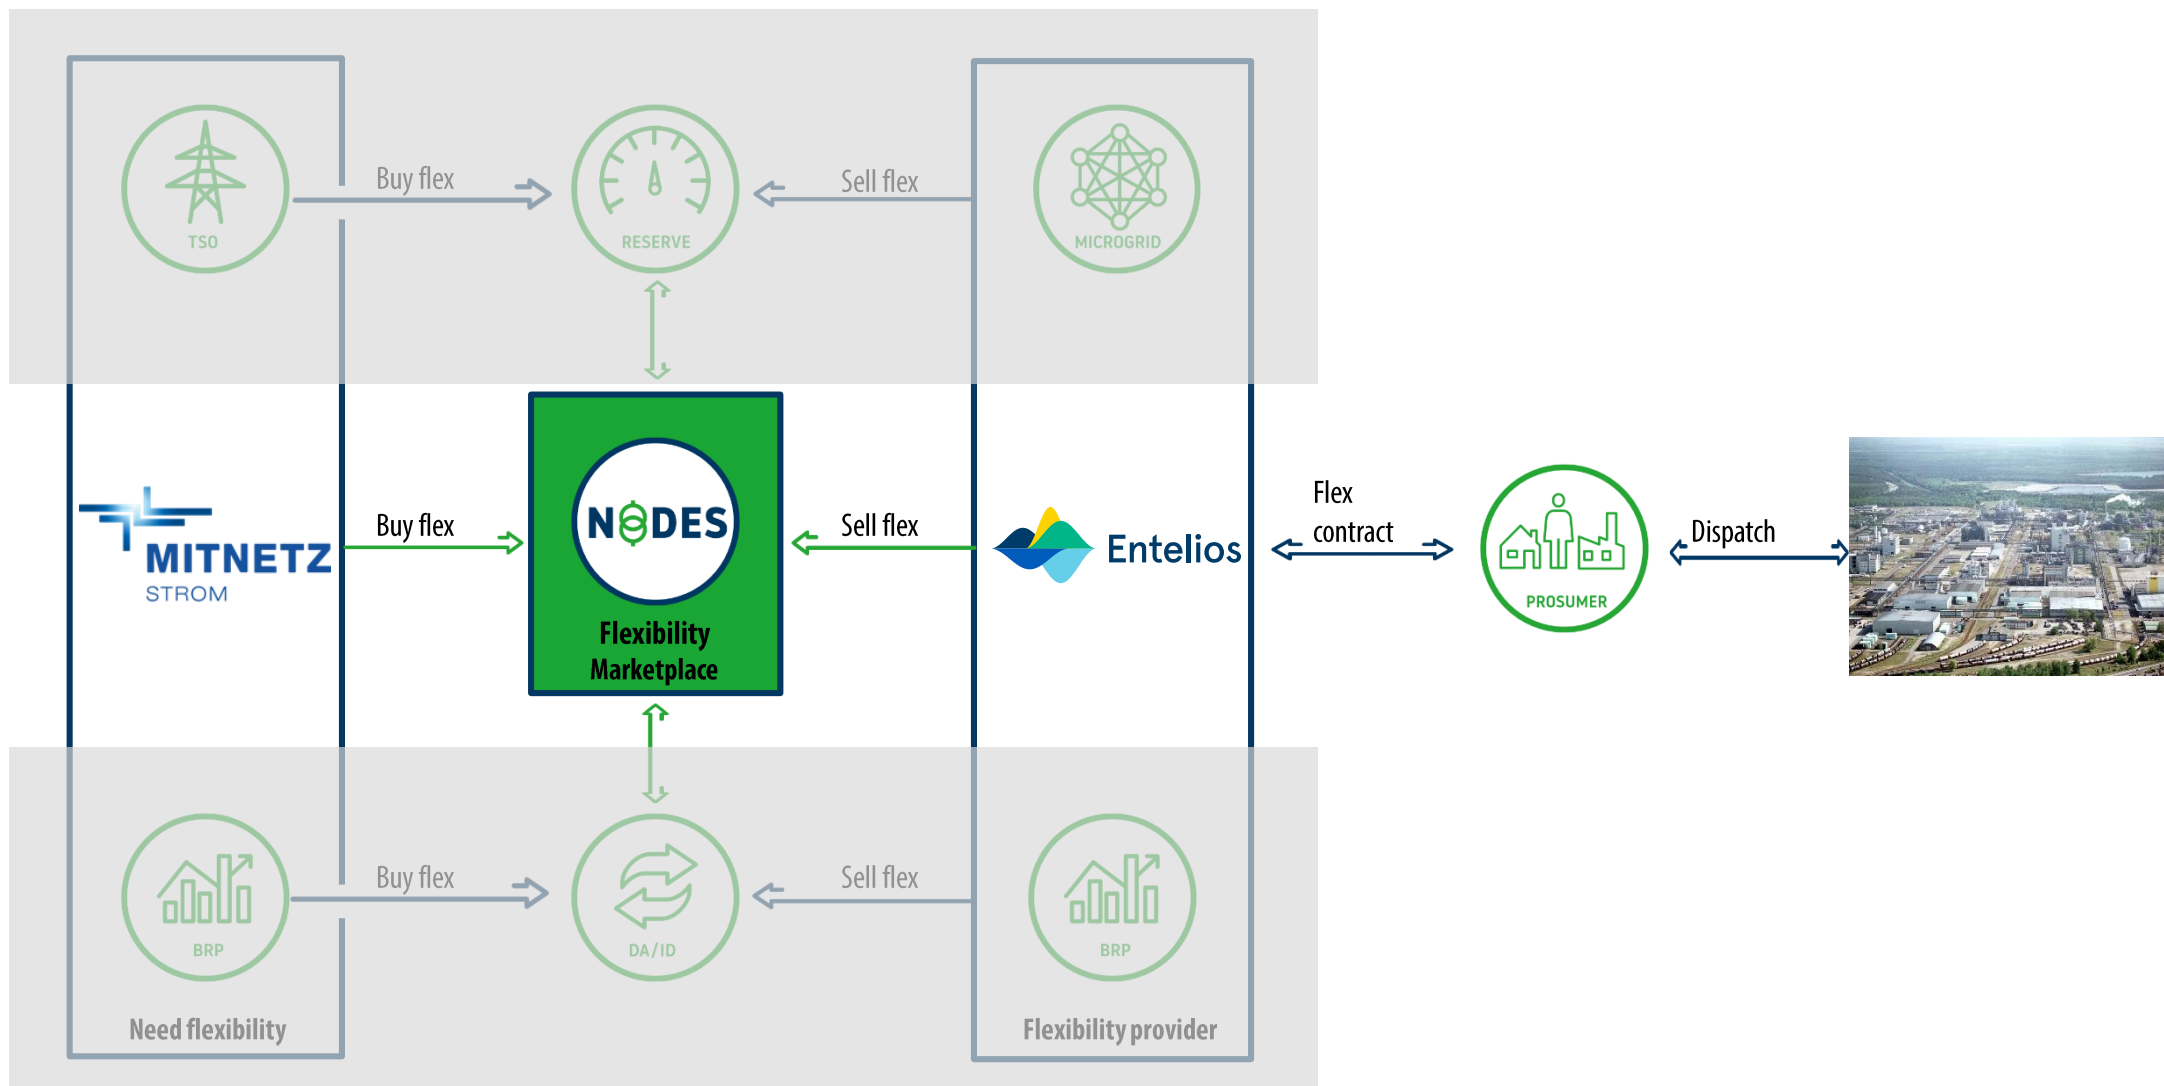 Buy flex
Sell flex
TSO
RESERVE
MICROGRID
NODES
Flexibility
Marketplace
MITNETZ
STROM
Buy flex
Sell flex
Entelios
Flex
contract
PROSUMER
Dispatch
Buy flex
Sell flex
BRP
DA/ID
BRP
Need flexibility
Flexibility provider